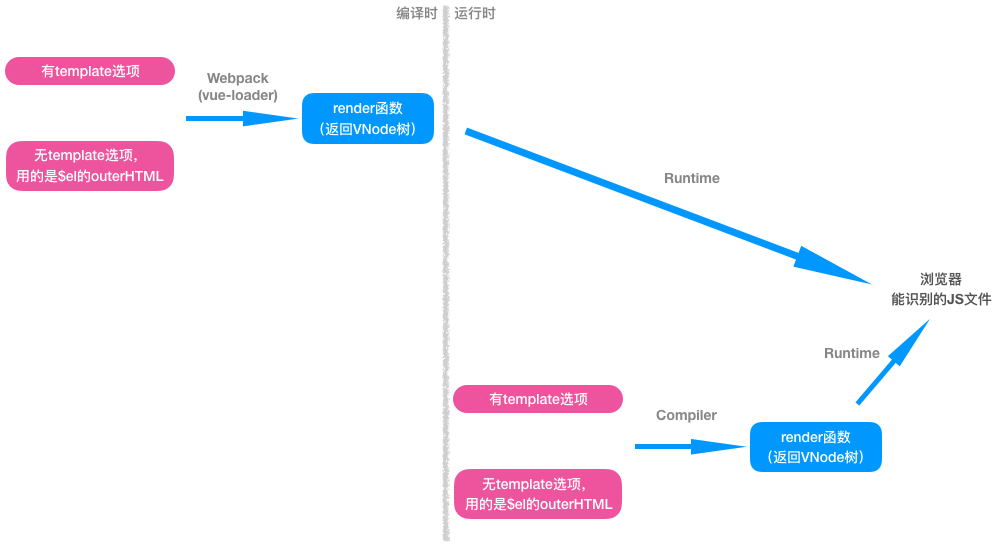 编译时
运行时
有template选项
Webpack
(vue-loader)
render函数
（返回VNode树）
无template选项，
用的是$el的outerHTML
Runtime
浏览器
能识别的JS文件
Runtime
有template选项
Compiler
render函数
（返回VNode树）
无template选项，
用的是$el的outerHTML